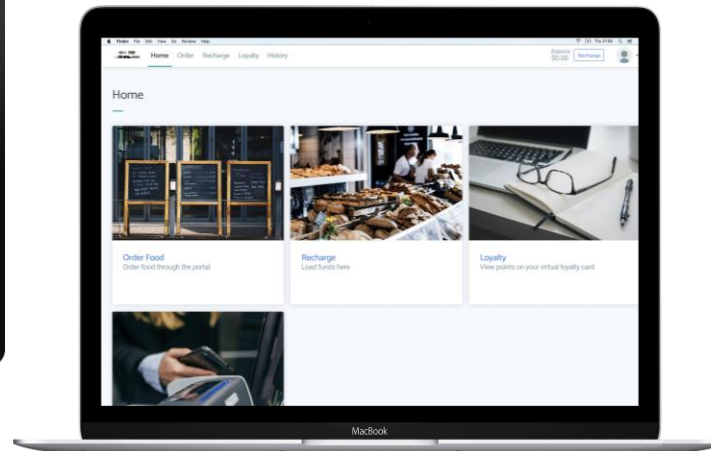 Finder File Edit View Go Window Help
Home Order Recharge Loyalty History
Balance
$0.00
Recharge
Home
Order Food
Order food through the portal
Recharge
Load funds here
Loyalty
View points on your virtual loyalty card
MacBook